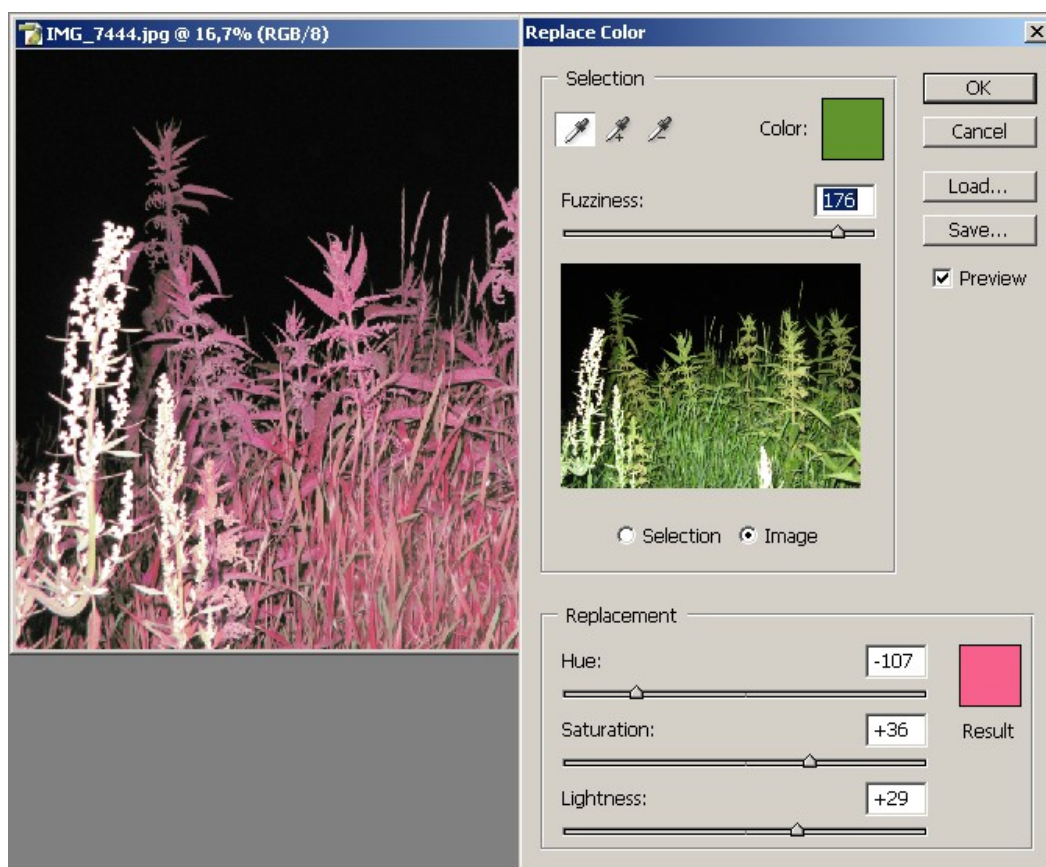 IMG_7444.jpg @ 16,7% (RGB/8)
Replace Color
Selection
Color:
Fuzziness:
176
Selection Image
OK
Cancel
Load...
Save...
Preview
Replacement
Hue:
-107
Saturation:
+36
Result
Lightness:
+29